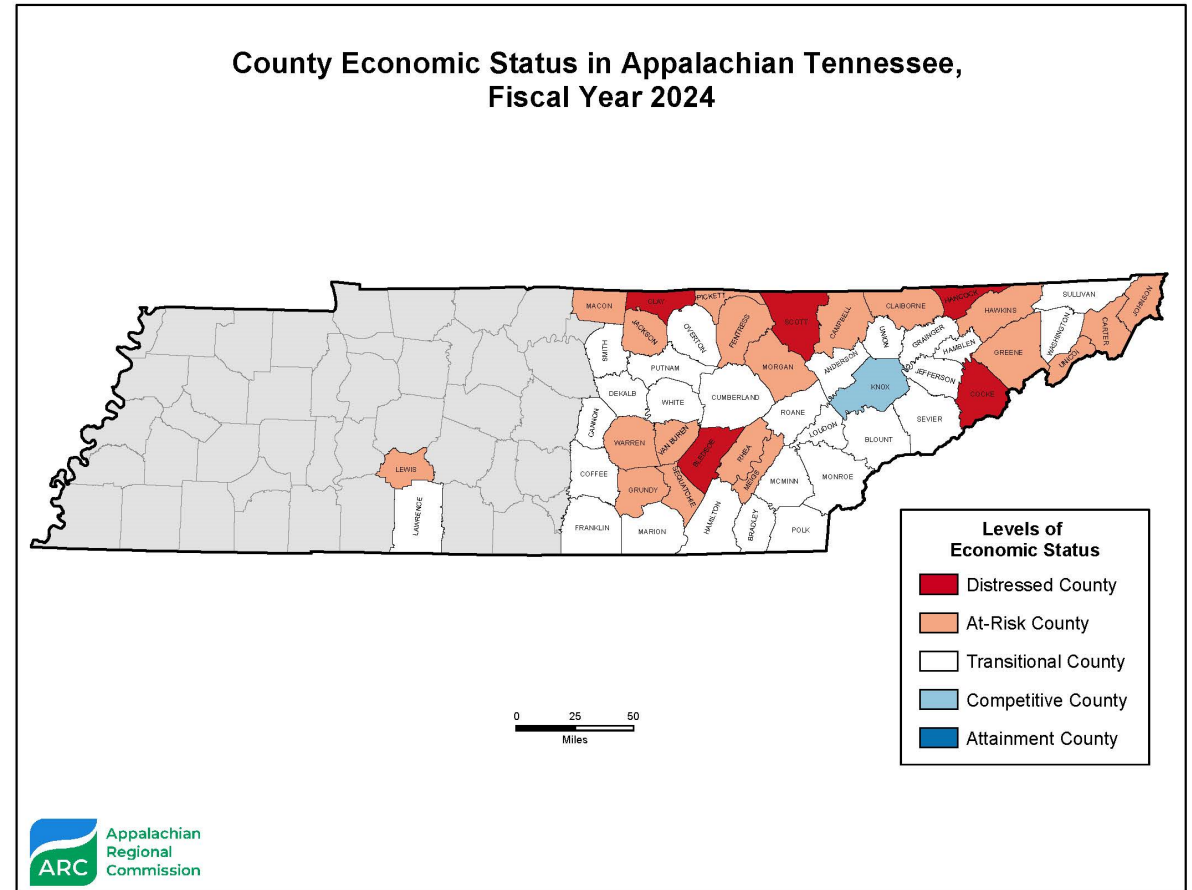 County Economic Status in Appalachian Tennessee,
Fiscal Year 2024
MACON
CLAY
PICKETT
JACKSON
OVERTON
FENTRESS
SCOTT
CAMPBELL
CLAIBORNE
HANCOCK
HAWKINS
SULLIVAN
JOHNSON
CARTER
WASHINGTON
UNICOI
GREENE
UNION
GRAINGER
HAMBLEN
SMITH
PUTNAM
MORGAN
ANDERSON
KNOX
JEFFERSON
COCKE
DEKALB
WHITE
CUMBERLAND
ROANE
LOUDON
BLOUNT
SEVIER
CANNON
WARREN
VAN BUREN
BLEDSOE
RHEA
MEIGS
LEWIS
COFFEE
GRUNDY
SEQUATCHIE
MCMINN
MONROE
LAWRENCE
FRANKLIN
MARION
HAMILTON
BRADLEY
POLK
Levels of
Economic Status
Distressed County
At-Risk County
Transitional County
Competitive County
Attainment County
0 25 50
Miles
ARC
Appalachian
Regional
Commission